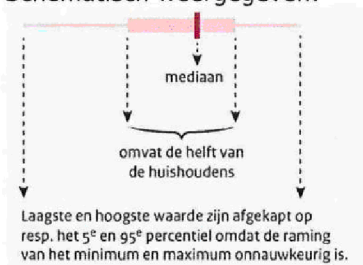 Schematisch weergegeven:
mediaan
omvat de helft van
de huishoudens
Laagste en hoogste waarde zijn afgekapt op
resp. het 5e en 95e percentiel omdat de raming
van het minimum en maximum onnauwkeurig is.